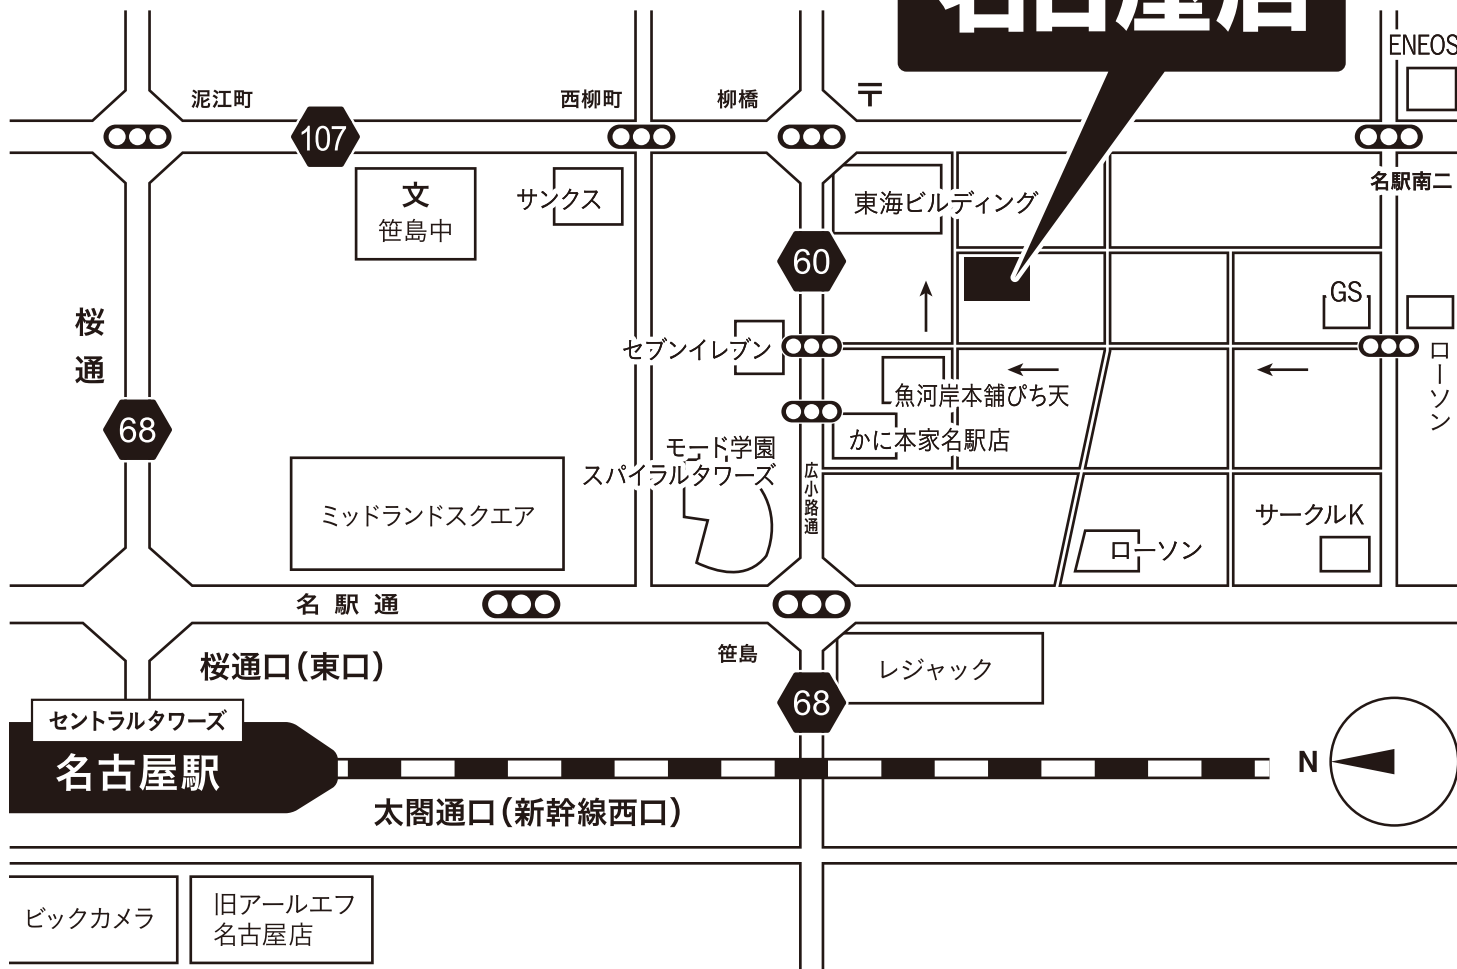 名古屋店
ENEOS
泥江町
西柳町
柳橋
〒
107
名駅南二
文
笹島中
サンクス
東海ビルディング
60
GS
桜通
セブンイレブン
ローソン
魚河岸本舗ぴち天
68
かに本家名駅店
モード学園
スパイラルタワーズ
広小路通
ミッドランドスクエア
サークルK
ローソン
名駅通
桜通口(東口)
笹島
レジャック
68
セントラルタワーズ
名古屋駅
N
太閤通口(新幹線西口)
ビックカメラ
旧アールエフ
名古屋店